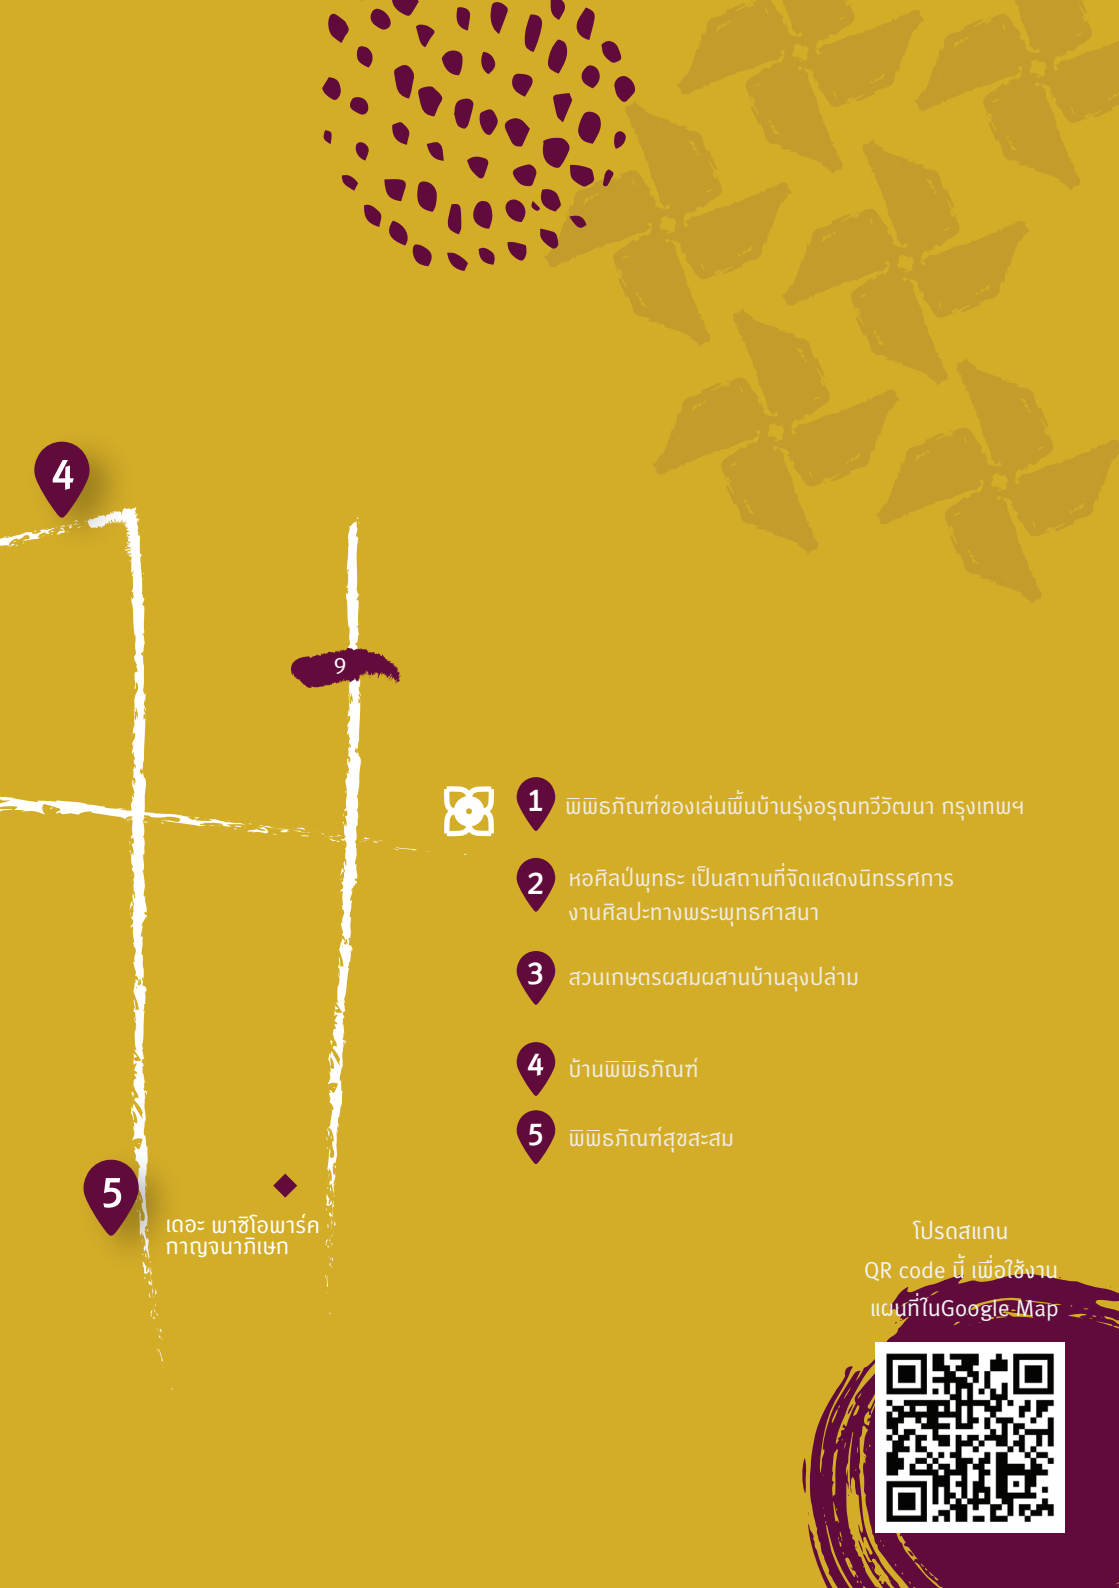 4
9
1 พิพิธภัณฑ์ของเล่นพื้นบ้านรุ่งอรุณทวีวัฒนา กรุงเทพฯ
2 หอศิลป์พุทธะ เป็นสถานที่จัดแสดงนิทรรศการ
งานศิลปะทางพระพุทธศาสนา
3 สวนเกษตรผสมผสานบ้านลุงปล่าม
4 บ้านพิพิธภัณฑ์
5 พิพิธภัณฑ์สุขสะสม
5
เดอะ พาซิโอพาร์ค
กาญจนาภิเษก
โปรดสแกน
QR code นี้ เพื่อใช้งาน
แผนที่ในGoogle Map